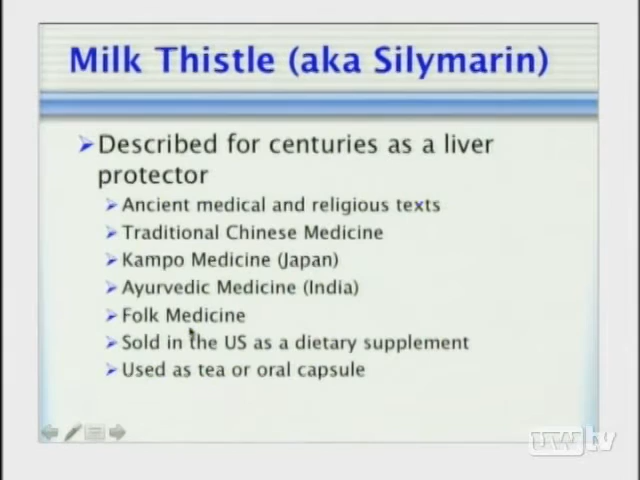 Milk Thistle (aka Silymarin)
Described for centuries as a liver
protector
Ancient medical and religious texts
Traditional Chinese Medicine
Kampo Medicine (Japan)
Ayurvedic Medicine (India)
Folk Medicine
Sold in the US as a dietary supplement
Used as tea or oral capsule
uwtv